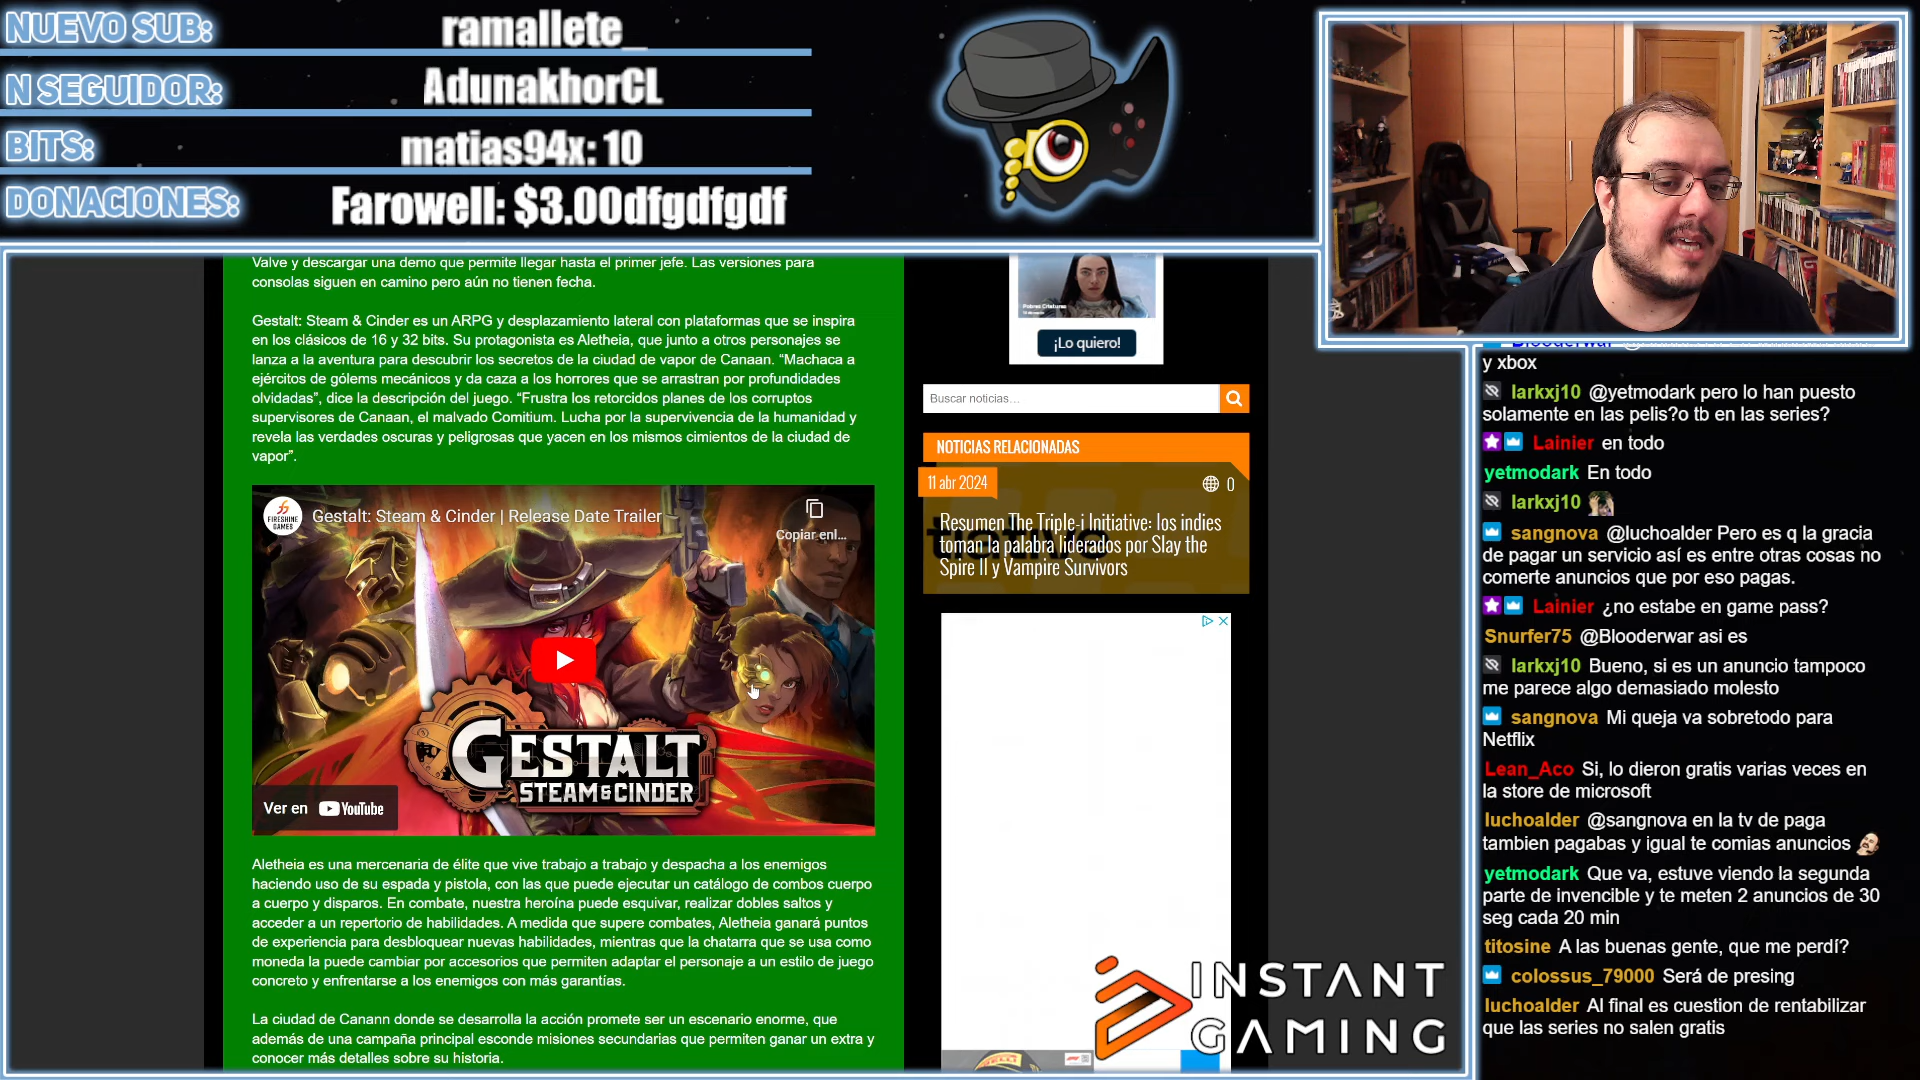 NUEVO SUB:
ramallete_
N SEGUIDOR:
AdunakhorCL
BITS:
matias94x: 10
DONACIONES:
Farowell: $3.00dfgdfgdf
Valve y descargar una demo que permite llegar hasta el primer jefe. Las versiones para
consolas siguen en camino pero aún no tienen fecha.
Gestalt: Steam & Cinder es un ARPG y desplazamiento lateral con plataformas que se inspira
en los clásicos de 16 y 32 bits. Su protagonista es Aletheia, que junto a otros personajes se
lanza a la aventura para descubrir los secretos de la ciudad de vapor de Canaan. “Machaca a
ejércitos de gólems mecánicos y da caza a los horrores que se arrastran por profundidades
olvidadas”, dice la descripción del juego. “Frustra los retorcidos planes de los corruptos
supervisores de Canaan, el malvado Comitium. Lucha por la supervivencia de la humanidad y
revela las verdades oscuras y peligrosas que yacen en los mismos cimientos de la ciudad de
vapor”.
FIRESHINE
GAMES
Gestalt: Steam & Cinder | Release Date Trailer
Copiar enl...
GESTALT
STEAM & CINDER
Ver en YouTube
Aletheia es una mercenaria de élite que vive trabajo a trabajo y despacha a los enemigos
haciendo uso de su espada y pistola, con las que puede ejecutar un catálogo de combos cuerpo
a cuerpo y disparos. En combate, nuestra heroína puede esquivar, realizar dobles saltos y
acceder a un repertorio de habilidades. A medida que supere combates, Aletheia ganará puntos
de experiencia para desbloquear nuevas habilidades, mientras que la chatarra que se usa como
moneda la puede cambiar por accesorios que permiten adaptar el personaje a un estilo de juego
concreto y enfrentarse a los enemigos con más garantías.
La ciudad de Canann donde se desarrolla la acción promete ser un escenario enorme, que
además de una campaña principal esconde misiones secundarias que permiten ganar un extra y
conocer más detalles sobre su historia.
Pobres Criaturas
¡Lo quiero!
Buscar noticias...
NOTICIAS RELACIONADAS
11 abr 2024
0
Resumen The Triple-i Initiative: los indies
toman la palabra liderados por Slay the
Spire II y Vampire Survivors
INSTANT
GAMING
Blooderwar
y xbox
larkxj10 @yetmodark pero lo han puesto
solamente en las pelis?o tb en las series?
Lainier en todo
yetmodark En todo
larkxj10
sangnova @luchoalder Pero es q la gracia
de pagar un servicio así es entre otras cosas no
comerte anuncios que por eso pagas.
Lainier ¿no estabe en game pass?
Snurfer75 @Blooderwar asi es
larkxj10 Bueno, si es un anuncio tampoco
me parece algo demasiado molesto
sangnova Mi queja va sobretodo para
Netflix
Lean_Aco Si, lo dieron gratis varias veces en
la store de microsoft
luchoalder @sangnova en la tv de paga
tambien pagabas y igual te comias anuncios
yetmodark Que va, estuve viendo la segunda
parte de invencible y te meten 2 anuncios de 30
seg cada 20 min
titosine A las buenas gente, que me perdí?
colossus_79000 Será de presing
luchoalder Al final es cuestion de rentabilizar
que las series no salen gratis